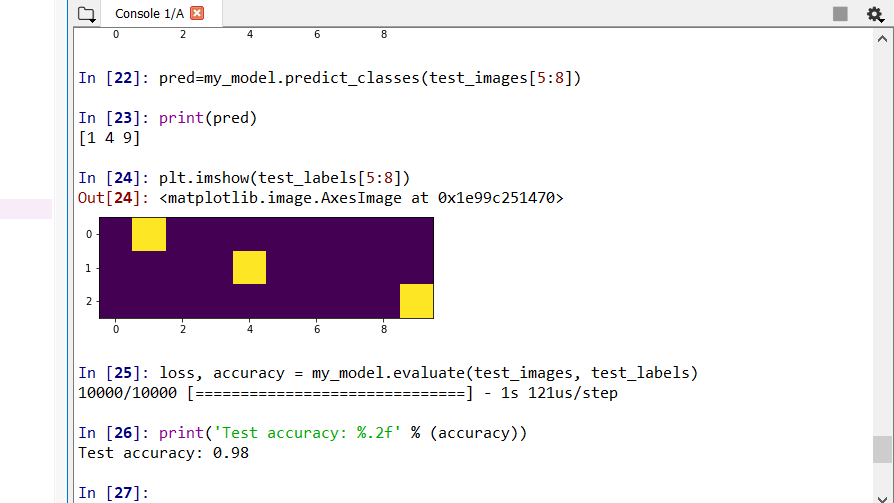 Console 1/A
0 2 4 6 8
In [22]: pred=my_model.predict_classes(test_images[5:8])
In [23]: print(pred)
[1 4 9]
In [24]: plt.imshow(test_labels[5:8])
Out[24]: <matplotlib.image.AxesImage at 0x1e99c251470>
0
1
2
0 2 4 6 8
In [25]: loss, accuracy = my_model.evaluate(test_images, test_labels)
10000/10000 [==============================] - 1s 121us/step
In [26]: print('Test accuracy: %.2f' % (accuracy))
Test accuracy: 0.98
In [27]: